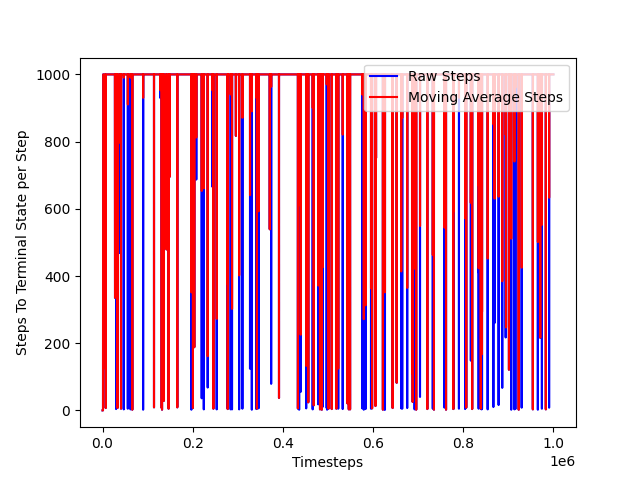 1000
800
600
400
200
0
Steps To Terminal State per Step
Raw Steps
Moving Average Steps
0.0 0.2 0.4 0.6 0.8 1.0
1e6
Timesteps